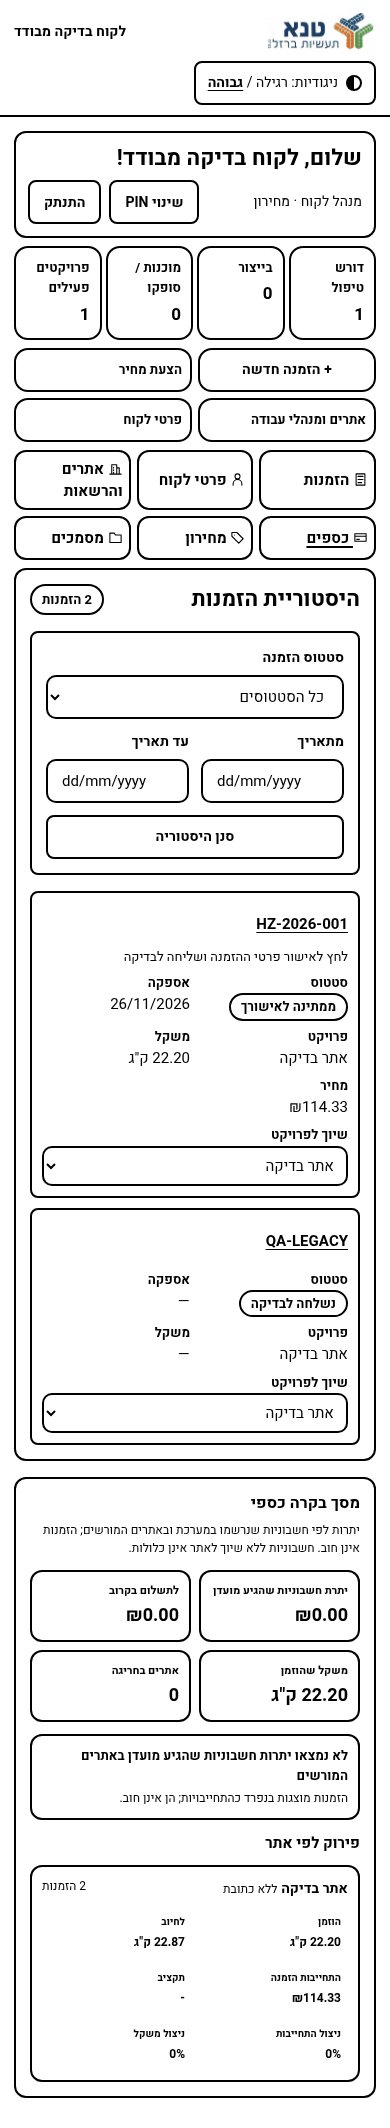 טנא
תעשיות ברזל
לקוח בדיקה מבודד
ניגודיות: רגילה / גבוהה
שלום, לקוח בדיקה מבודד!
מנהל לקוח · מחירון
שינוי PIN
התנתק
דורש טיפול
1
בייצור
0
מוכנות / סופקו
0
פרויקטים פעילים
1
+ הזמנה חדשה
הצעת מחיר
אתרים ומנהלי עבודה
פרטי לקוח
הזמנות
פרטי לקוח
אתרים והרשאות
כספים
מחירון
מסמכים
היסטוריית הזמנות
2 הזמנות
סטטוס הזמנה
כל הסטטוסים
מתאריך
עד תאריך
dd/mm/yyyy
dd/mm/yyyy
סנן היסטוריה
HZ-2026-001
לחץ לאישור פרטי ההזמנה ושליחה לבדיקה
סטטוס
אספקה
ממתינה לאישורך
26/11/2026
פרויקט
משקל
אתר בדיקה
22.20 ק"ג
מחיר
₪114.33
שיוך לפרויקט
אתר בדיקה
QA-LEGACY
סטטוס
אספקה
נשלחה לבדיקה
—
פרויקט
משקל
אתר בדיקה
—
שיוך לפרויקט
אתר בדיקה
מסך בקרה כספי
יתרות לפי חשבוניות שנרשמו במערכת ובאתרים המורשים; הזמנות
אינן חוב. חשבוניות ללא שיוך לאתר אינן כלולות.
יתרת חשבוניות שהגיע מועדן
₪0.00
לתשלום בקרוב
₪0.00
משקל שהוזמן
22.20 ק"ג
אתרים בחריגה
0
לא נמצאו יתרות חשבוניות שהגיע מועדן באתרים
המורשים
הזמנות מוצגות בנפרד כהתחייבויות; הן אינן חוב.
פירוק לפי אתר
אתר בדיקה ללא כתובת
2 הזמנות
הוזמן
לחיוב
22.20 ק"ג
22.87 ק"ג
התחייבות הזמנה
תקציב
₪114.33
-
ניצול התחייבות
ניצול משקל
0%
0%